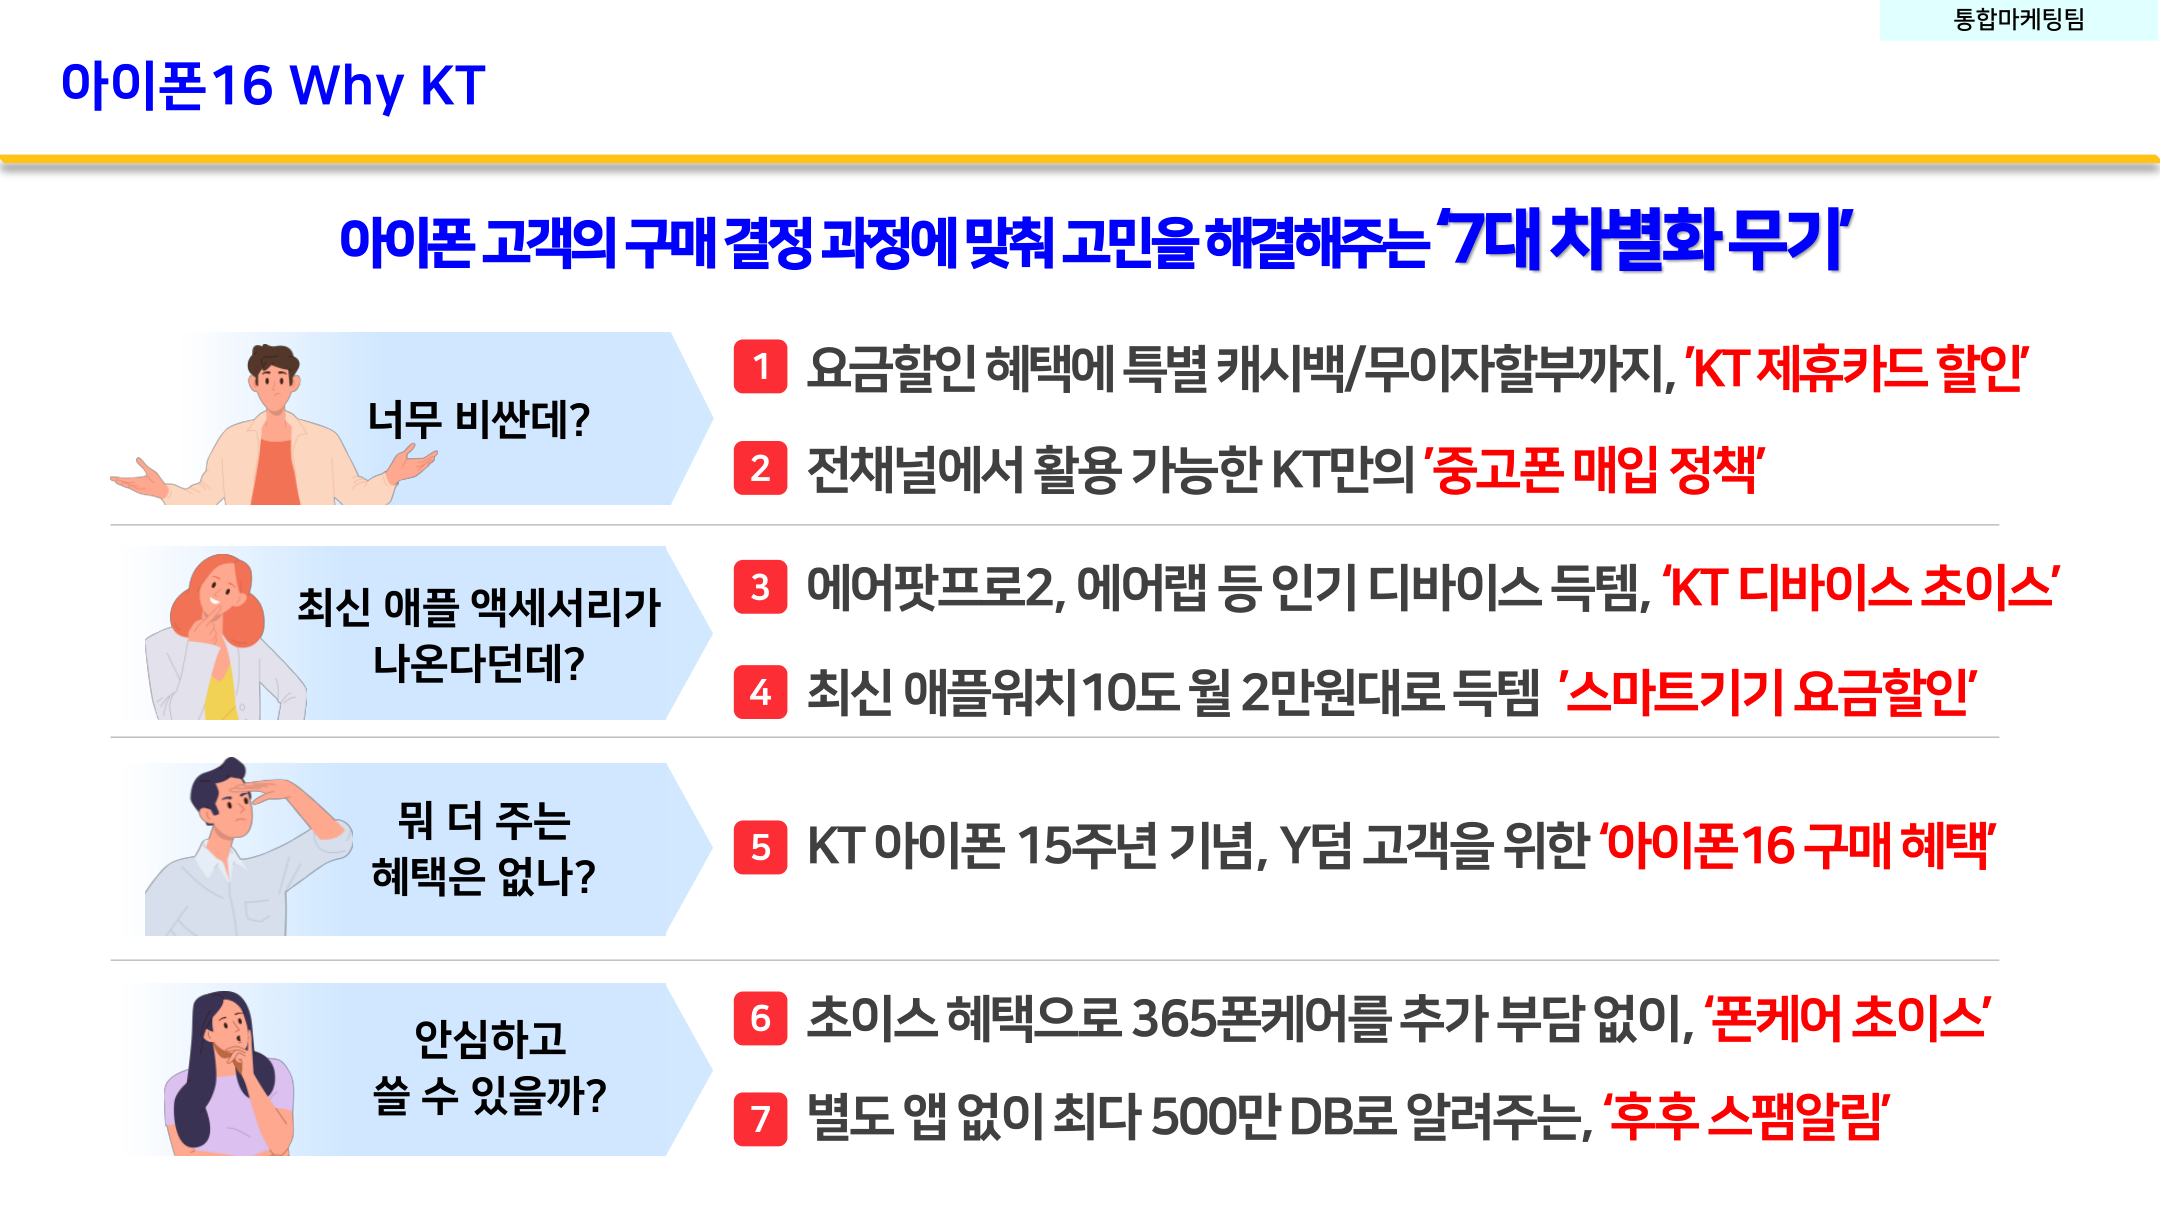 통합마케팅팀
아이폰16 Why KT
아이폰 고객의 구매 결정 과정에 맞춰 고민을 해결해주는 ‘7대 차별화 무기’
너무 비싼데?
1 요금할인 혜택에 특별 캐시백/무이자할부까지, ’KT 제휴카드 할인’
2 전채널에서 활용 가능한 KT만의 ’중고폰 매입 정책’
최신 애플 액세서리가
나온다던데?
3 에어팟프로2, 에어랩 등 인기 디바이스 득템, ‘KT 디바이스 초이스’
4 최신 애플워치10도 월 2만원대로 득템 ’스마트기기 요금할인’
뭐 더 주는
혜택은 없나?
5 KT 아이폰 15주년 기념, Y덤 고객을 위한 ‘아이폰16 구매 혜택’
안심하고
쓸 수 있을까?
6 초이스 혜택으로 365폰케어를 추가 부담 없이, ‘폰케어 초이스’
7 별도 앱 없이 최다 500만 DB로 알려주는, ‘후후 스팸알림’